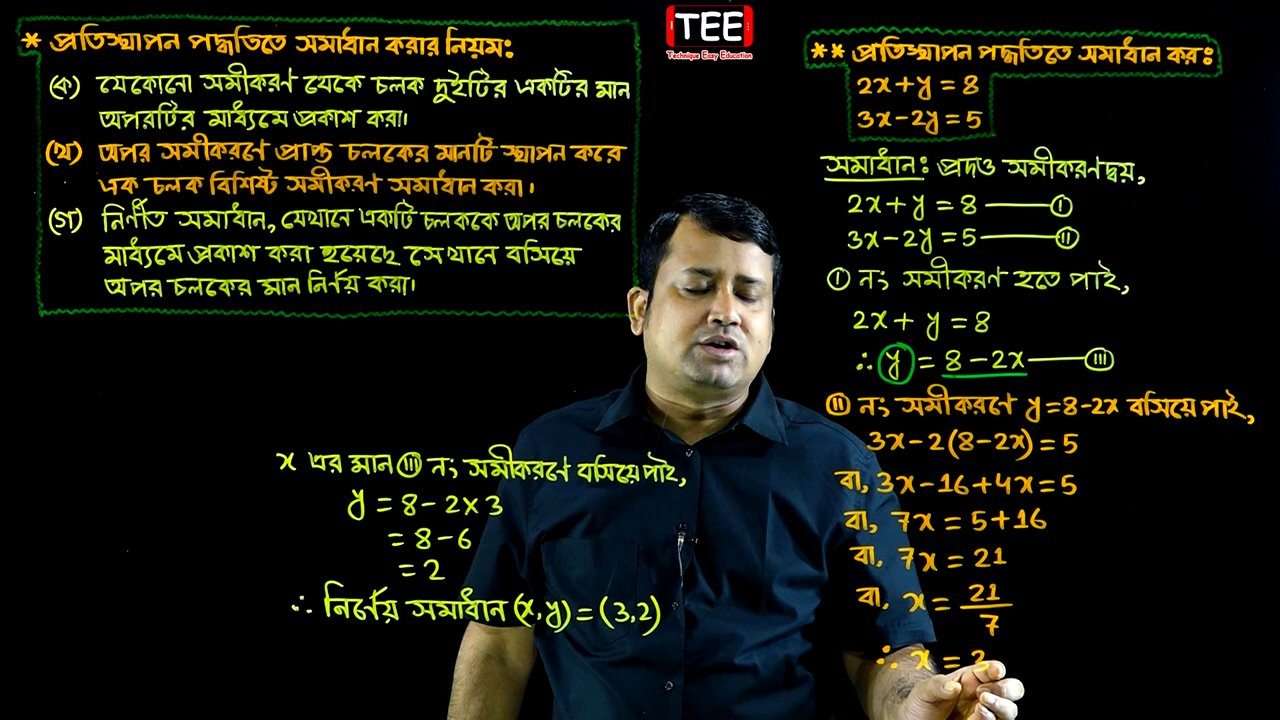 TEE
Technique Easy Education
* প্রতিস্থাপন পদ্ধতিতে সমাধান করার নিয়ম:
(ক) যেকোনো সমীকরণ থেকে চলক দুইটির একটির মান
অপরটির মাধ্যমে প্রকাশ করা।
(খ) অপর সমীকরণে প্রাপ্ত চলকের মানটি স্থাপন করে
এক চলক বিশিষ্ট সমীকরণ সমাধান করা।
(গ) নির্ণীত সমাধান, যেখানে একটি চলককে অপর চলকের
মাধ্যমে প্রকাশ করা হয়েছে সেখানে বসিয়ে
অপর চলকের মান নির্ণয় করা।
** প্রতিস্থাপন পদ্ধতিতে সমাধান কর:
2x+y=8
3x-2y=5
সমাধান: প্রদও সমীকরণদ্বয়,
2x+y=8 — ⓘ
3x-2y=5 — ⓘⓘ
ⓘ নং সমীকরণ হতে পাই,
2x+y=8
∴ y=8-2x — ⓘⓘⓘ
ⓘⓘ নং সমীকরণে y=8-2x বসিয়ে পাই,
3x-2(8-2x)=5
বা, 3x-16+4x=5
বা, 7x=5+16
বা, 7x=21
বা, x=21/7
∴ x=3
x এর মান ⓘⓘⓘ নং সমীকরণে বসিয়ে পাই,
y=8-2×3
=8-6
=2
∴ নির্ণেয় সমাধান (x,y)=(3,2)